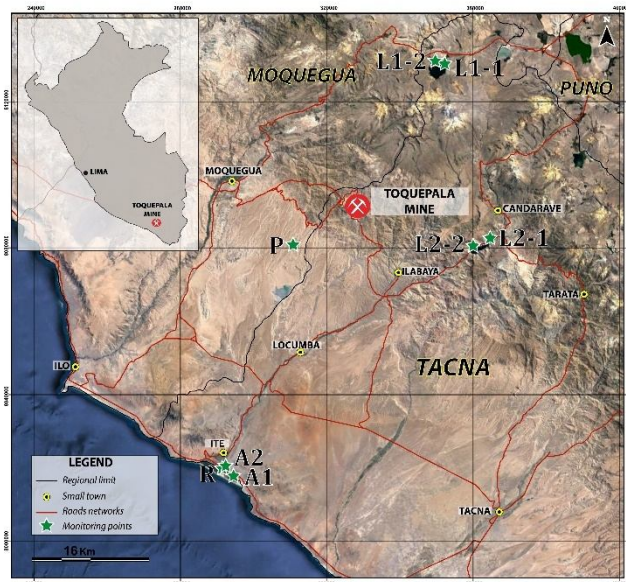 N
L1-2
L1-1
MOQUEGUA
PUNO
LIMA
MOQUEGUA
TOQUEPALA
MINE
TOQUEPALA
MINE
CANDARAVE
P
L2-2
L2-1
ILABAYA
TARATA
LOCUMBA
ILO
TACNA
ITE
A2
R
A1
LEGEND
Regional limit
Small town
Roads networks
Monitoring points
TACNA
16 Km